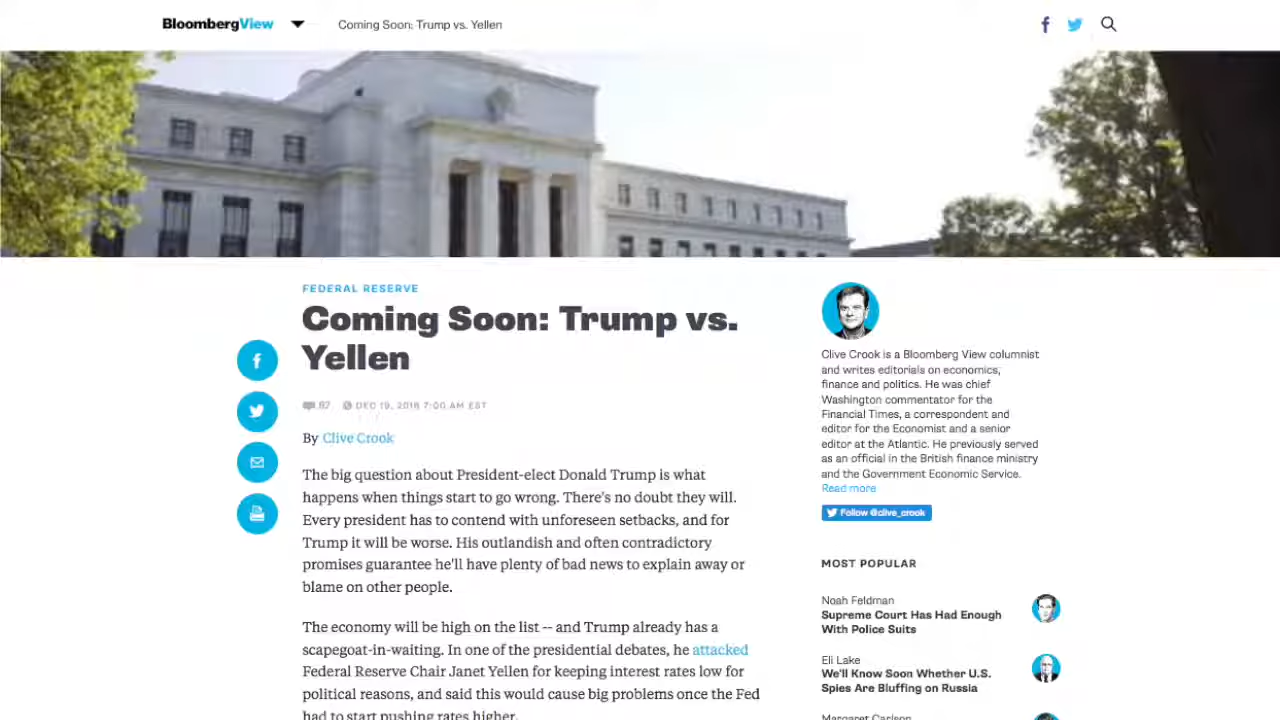 BloombergView
Coming Soon: Trump vs. Yellen
FEDERAL RESERVE
Coming Soon: Trump vs.
Yellen
DEC 19, 2016 7:00 AM EST
By Clive Crook
The big question about President-elect Donald Trump is what
happens when things start to go wrong. There's no doubt they will.
Every president has to contend with unforeseen setbacks, and for
Trump it will be worse. His outlandish and often contradictory
promises guarantee he'll have plenty of bad news to explain away or
blame on other people.
The economy will be high on the list -- and Trump already has a
scapegoat-in-waiting. In one of the presidential debates, he attacked
Federal Reserve Chair Janet Yellen for keeping interest rates low for
political reasons, and said this would cause big problems once the Fed
had to start pushing rates higher.
Clive Crook is a Bloomberg View columnist
and writes editorials on economics,
finance and politics. He was chief
Washington commentator for the
Financial Times, a correspondent and
editor for the Economist and a senior
editor at the Atlantic. He previously served
as an official in the British finance ministry
and the Government Economic Service.
Read more
Follow @clive_crook
MOST POPULAR
Noah Feldman
Supreme Court Has Had Enough
With Police Suits
Eli Lake
We'll Know Soon Whether U.S.
Spies Are Bluffing on Russia
Margaret Carlson